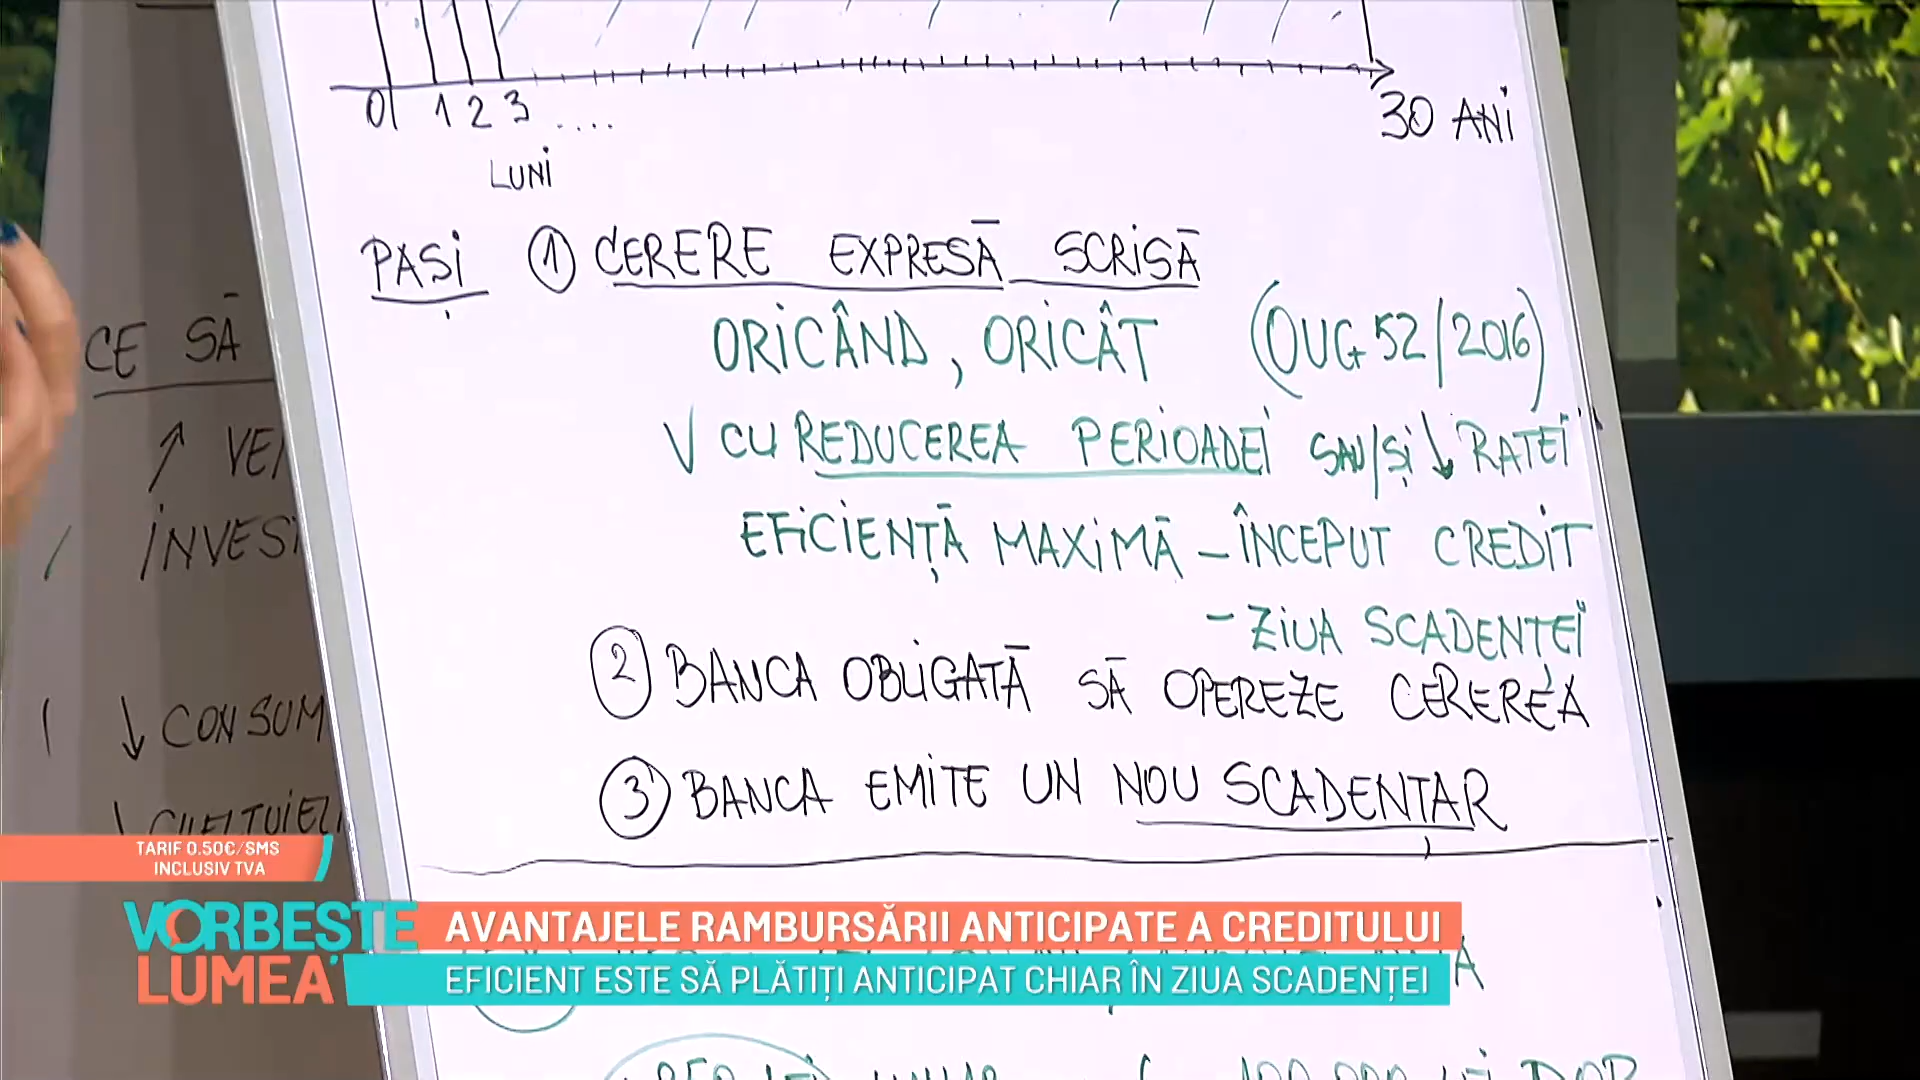 0 1 2 3 ....
LUNI
30 ANI
PAȘI ① CERERE EXPRESĂ SCRISĂ
ORICÂND, ORICÂT (OUG 52/2016)
V CU REDUCEREA PERIOADEI SAU/ȘI ↓ RATEI
EFICIENȚĂ MAXIMĂ – ÎNCEPUT CREDIT
– ZIUA SCADENȚEI
② BANCA OBLIGATĂ SĂ OPEREZE CEREREA
③ BANCA EMITE UN NOU SCADENȚAR
CE SĂ
↑
↓ CONSUM
TARIF 0.50€/SMS
INCLUSIV TVA
VORBEȘTE
LUMEA
AVANTAJELE RAMBURSĂRII ANTICIPATE A CREDITULUI
EFICIENT ESTE SĂ PLĂTIȚI ANTICIPAT CHIAR ÎN ZIUA SCADENȚEI